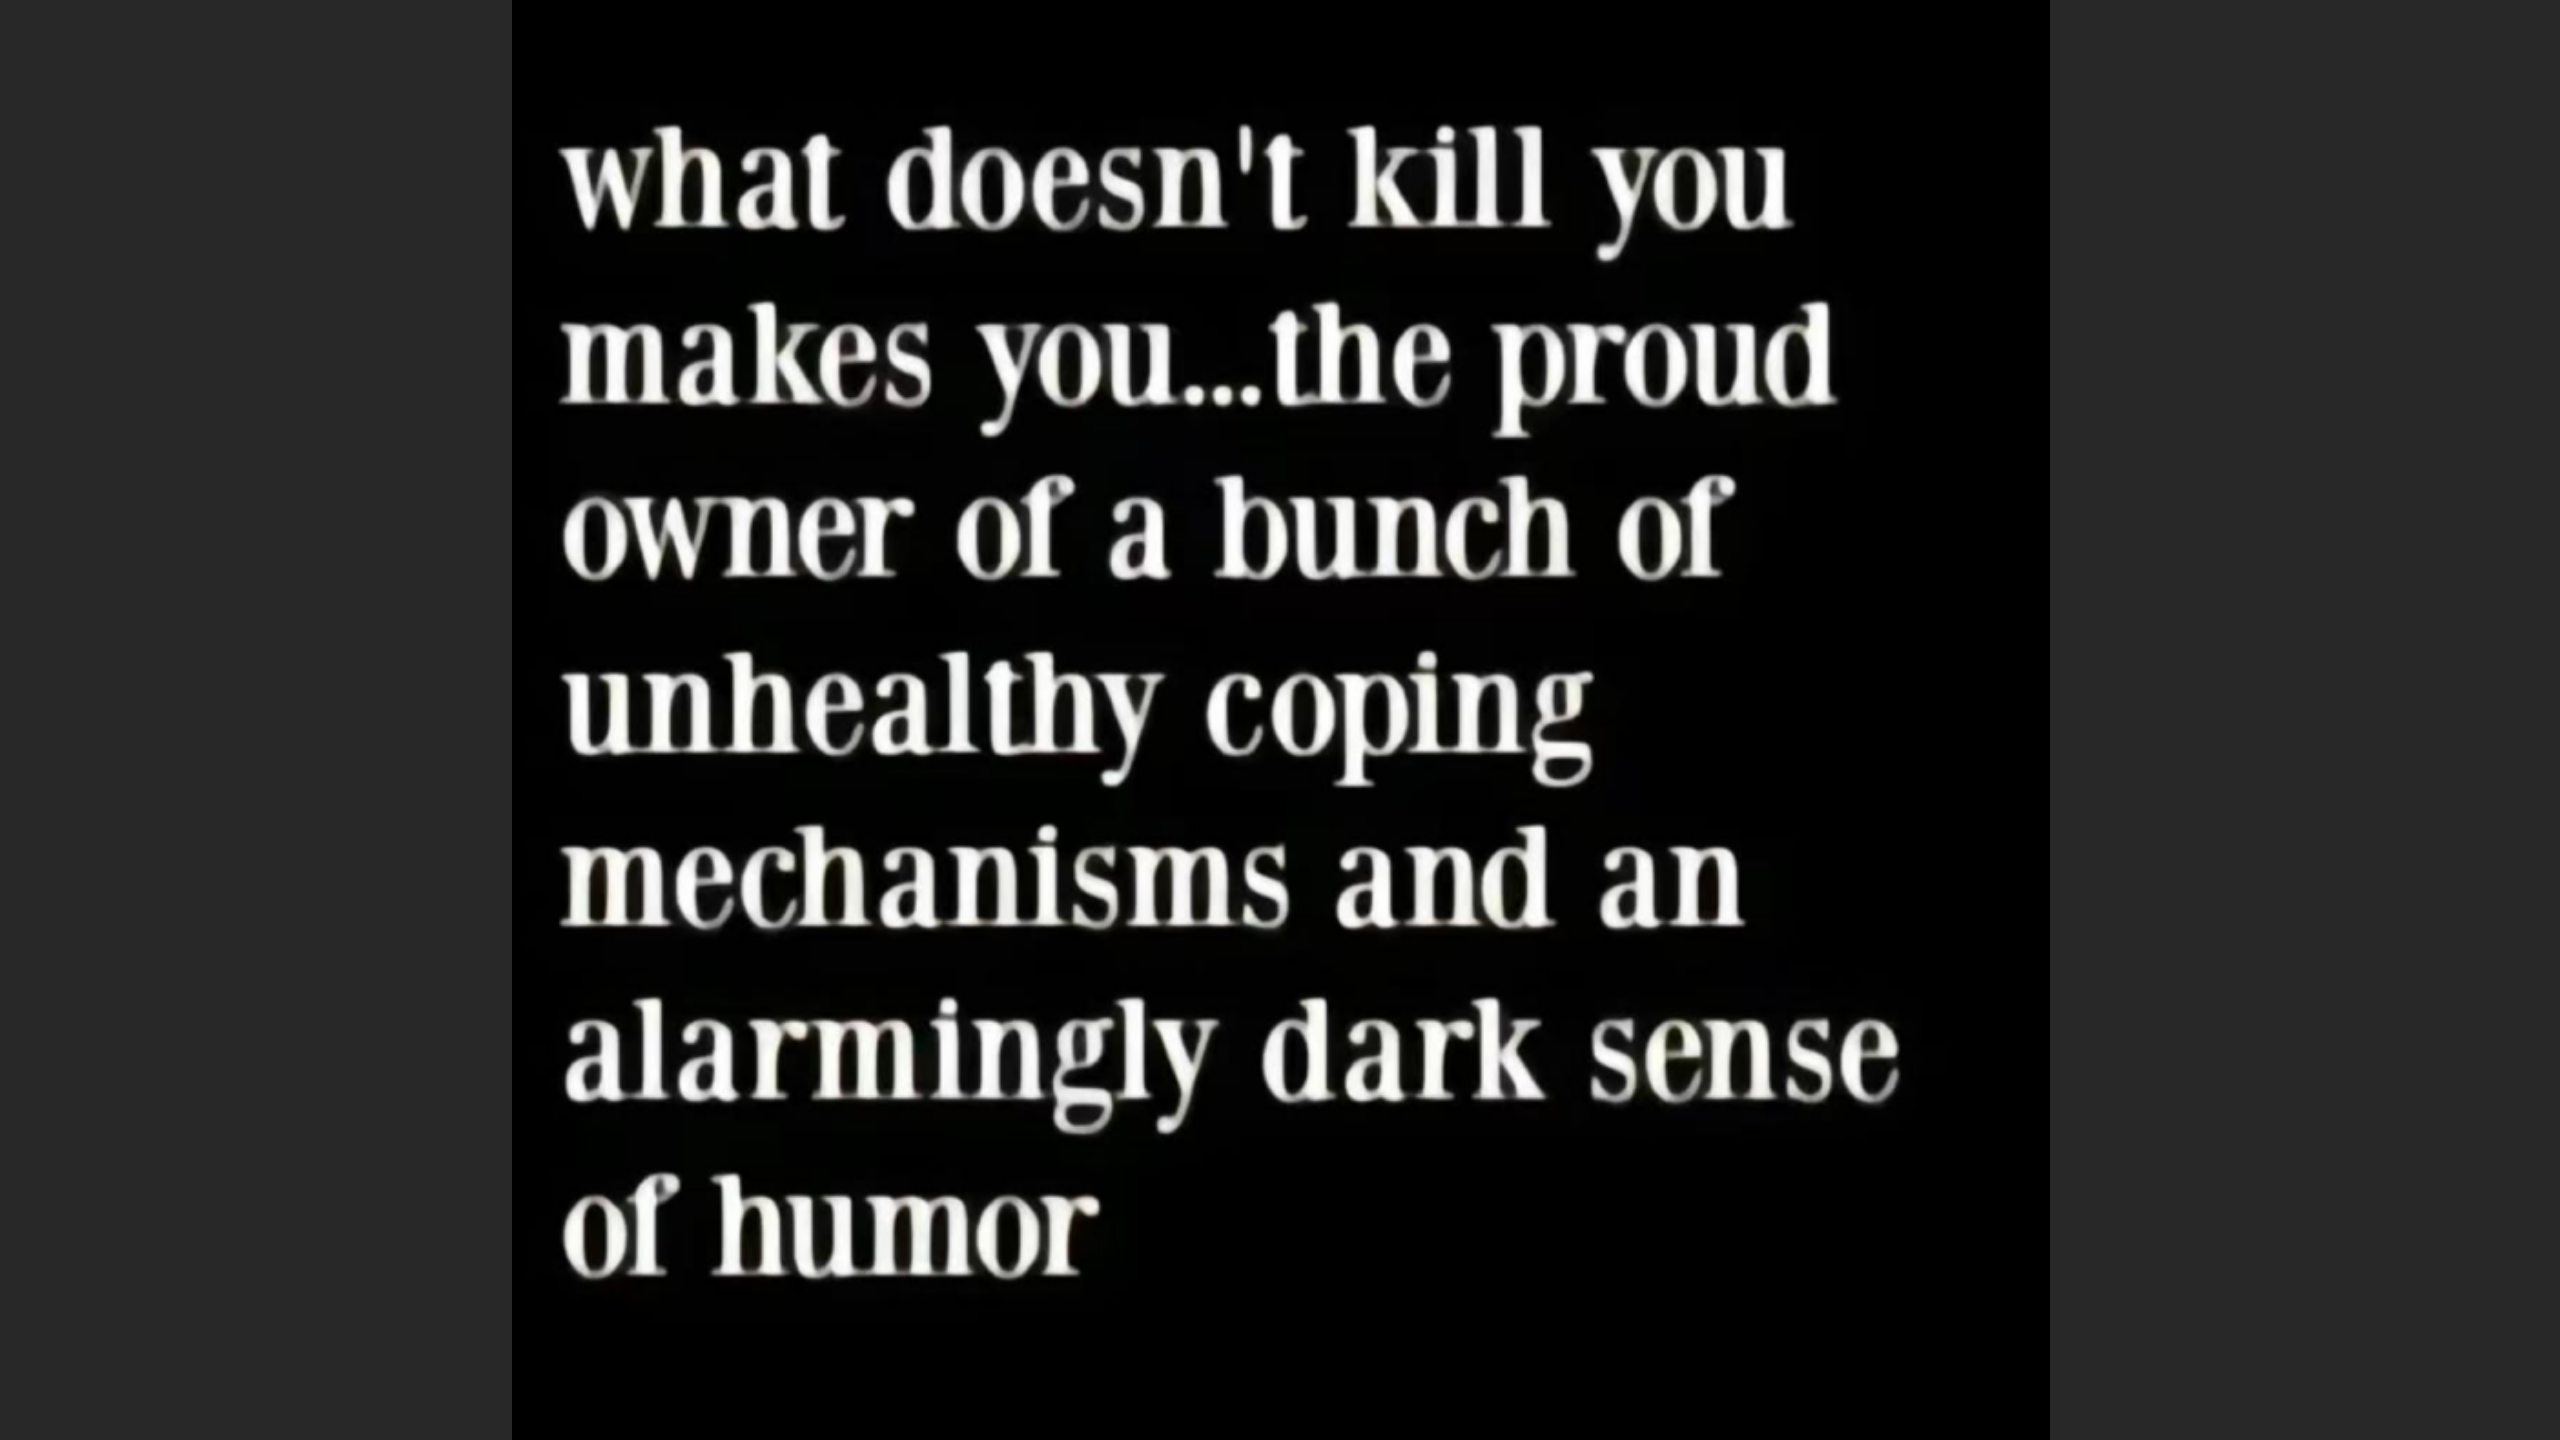 what doesn't kill you
makes you...the proud
owner of a bunch of
unhealthy coping
mechanisms and an
alarmingly dark sense
of humor